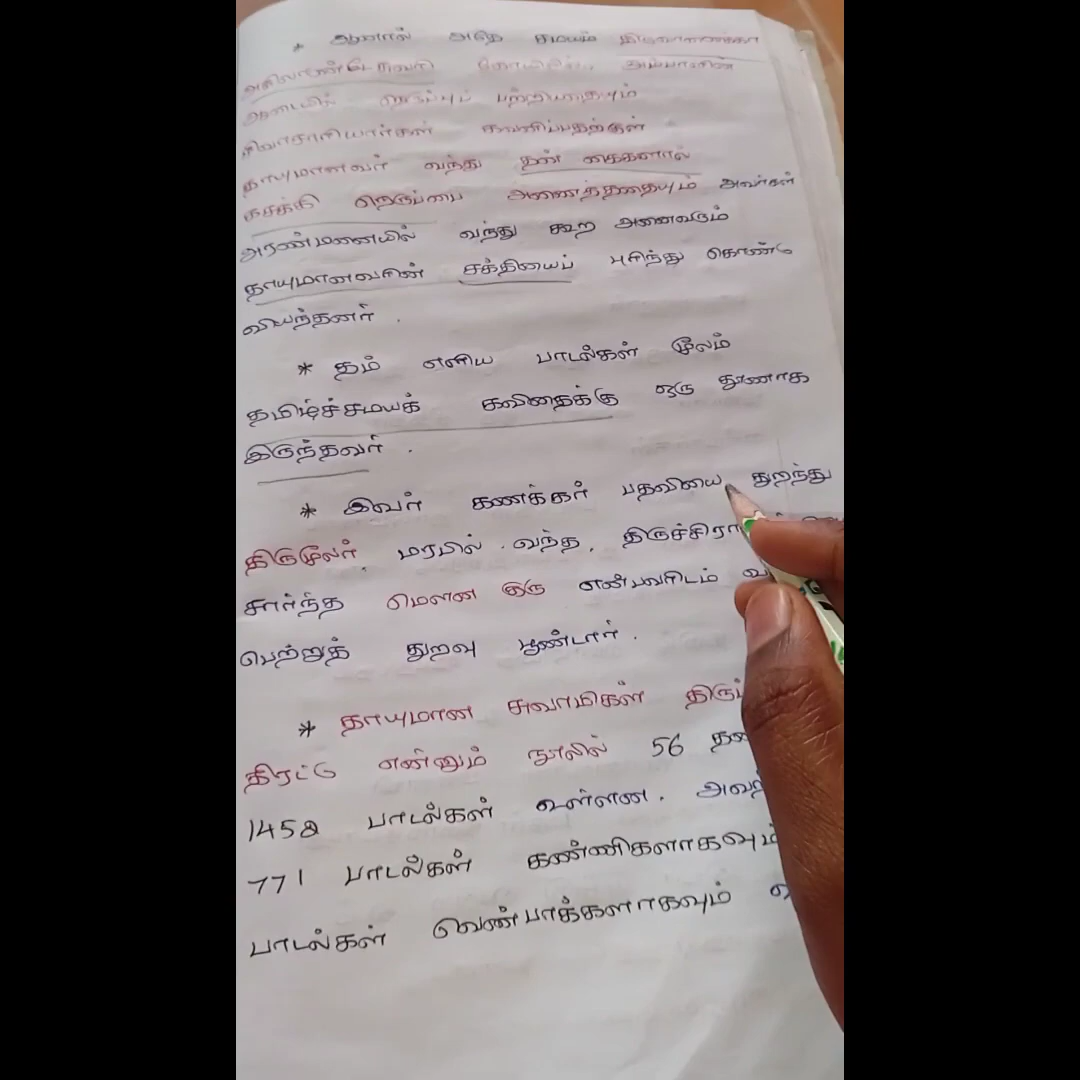 * ஆனால் அதே சமயம் திருவானைக்கா
அகிலாண்டேஸ்வரி கோயிலில், அம்பாளின்
ஆடையில் நெருப்புப் பற்றியதையும்
சிவாசாரியார்கள் கவனிப்பதற்குள்
தாயுமானவர் வந்து தன் கைகளால்
கசக்கி நெருப்பை அணைத்ததையும் அவர்கள்
அரண்மனையில் வந்து கூற அனைவரும்
தாயுமானவரின் சக்தியைப் புரிந்து கொண்டு
வியந்தனர்.
* தம் எளிய பாடல்கள் மூலம்
தமிழ்ச்சமயக் கவிதைக்கு ஒரு தூணாக
இருந்தவர்.
* இவர் கணக்கர் பதவியை துறந்து
திருமூலர் மரபில் வந்த,
சார்ந்த மௌன குரு என்பவரிடம்
பெற்றுத் துறவு பூண்டார்.
* தாயுமான சுவாமிகள்
திரட்டு என்னும் நூலில் 56
1452 பாடல்கள் உள்ளன.
771 பாடல்கள் கண்ணிகளாகவும்
பாடல்கள் வெண்பாக்களாகவும்